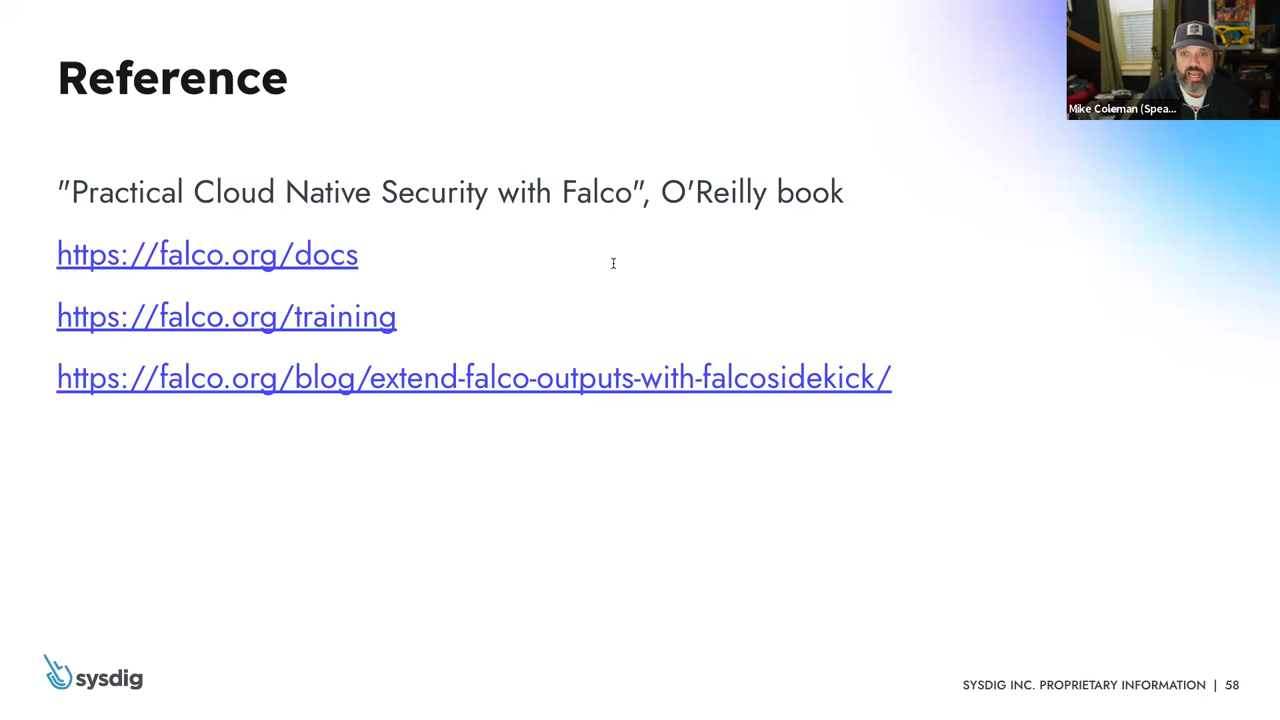 Reference
Mike Coleman (Spea...
"Practical Cloud Native Security with Falco", O'Reilly book
https://falco.org/docs
https://falco.org/training
https://falco.org/blog/extend-falco-outputs-with-falcosidekick/
sysdig
SYSDIG INC. PROPRIETARY INFORMATION | 58